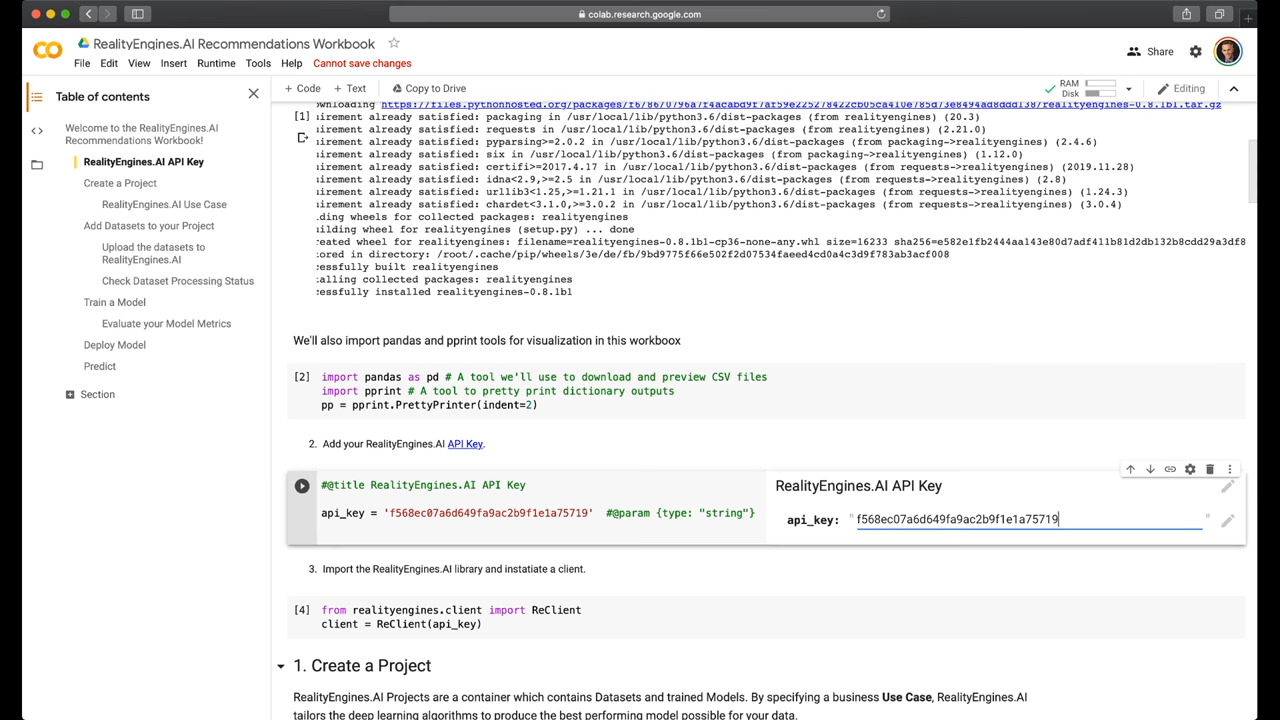 colab.research.google.com
RealityEngines.AI Recommendations Workbook
File Edit View Insert Runtime Tools Help Cannot save changes
Share
Table of contents
+ Code + Text Copy to Drive
RAM
Disk
Editing
Welcome to the RealityEngines.AI
Recommendations Workbook!
RealityEngines.AI API Key
Create a Project
RealityEngines.AI Use Case
Add Datasets to your Project
Upload the datasets to
RealityEngines.AI
Check Dataset Processing Status
Train a Model
Evaluate your Model Metrics
Deploy Model
Predict
Section
[1]
uirement already satisfied: packaging in /usr/local/lib/python3.6/dist-packages (from realityengines) (20.3)
uirement already satisfied: requests in /usr/local/lib/python3.6/dist-packages (from realityengines) (2.21.0)
uirement already satisfied: pyparsing>=2.0.2 in /usr/local/lib/python3.6/dist-packages (from packaging->realityengines) (2.4.6)
uirement already satisfied: six in /usr/local/lib/python3.6/dist-packages (from packaging->realityengines) (1.12.0)
uirement already satisfied: certifi>=2017.4.17 in /usr/local/lib/python3.6/dist-packages (from requests->realityengines) (2019.11.28)
uirement already satisfied: idna<2.9,>=2.5 in /usr/local/lib/python3.6/dist-packages (from requests->realityengines) (2.8)
uirement already satisfied: urllib3<1.25,>=1.21.1 in /usr/local/lib/python3.6/dist-packages (from requests->realityengines) (1.24.3)
uirement already satisfied: chardet<3.1.0,>=3.0.2 in /usr/local/lib/python3.6/dist-packages (from requests->realityengines) (3.0.4)
lding wheels for collected packages: realityengines
uilding wheel for realityengines (setup.py) ... done
reated wheel for realityengines: filename=realityengines-0.8.1b1-cp36-none-any.whl size=16233 sha256=e582e1fb2444aa143e80d7adf411b81d2db132b8cdd29a3df8
ored in directory: /root/.cache/pip/wheels/3e/de/fb/9bd9775f66e502f2d07534faeed4cd0a4c3d9f783ab3acf008
cessfully built realityengines
alling collected packages: realityengines
cessfully installed realityengines-0.8.1b1
We'll also import pandas and pprint tools for visualization in this workboox
[2] import pandas as pd # A tool we'll use to download and preview CSV files
import pprint # A tool to pretty print dictionary outputs
pp = pprint.PrettyPrinter(indent=2)
2. Add your RealityEngines.AI API Key.
#@title RealityEngines.AI API Key
api_key = 'f568ec07a6d649fa9ac2b9f1e1a75719' #@param {type: "string"}
RealityEngines.AI API Key
api_key: " f568ec07a6d649fa9ac2b9f1e1a75719 "
3. Import the RealityEngines.AI library and instatiate a client.
[4] from realityengines.client import ReClient
client = ReClient(api_key)
1. Create a Project
RealityEngines.AI Projects are a container which contains Datasets and trained Models. By specifying a business Use Case, RealityEngines.AI
tailors the deep learning algorithms to produce the best performing model possible for your data.